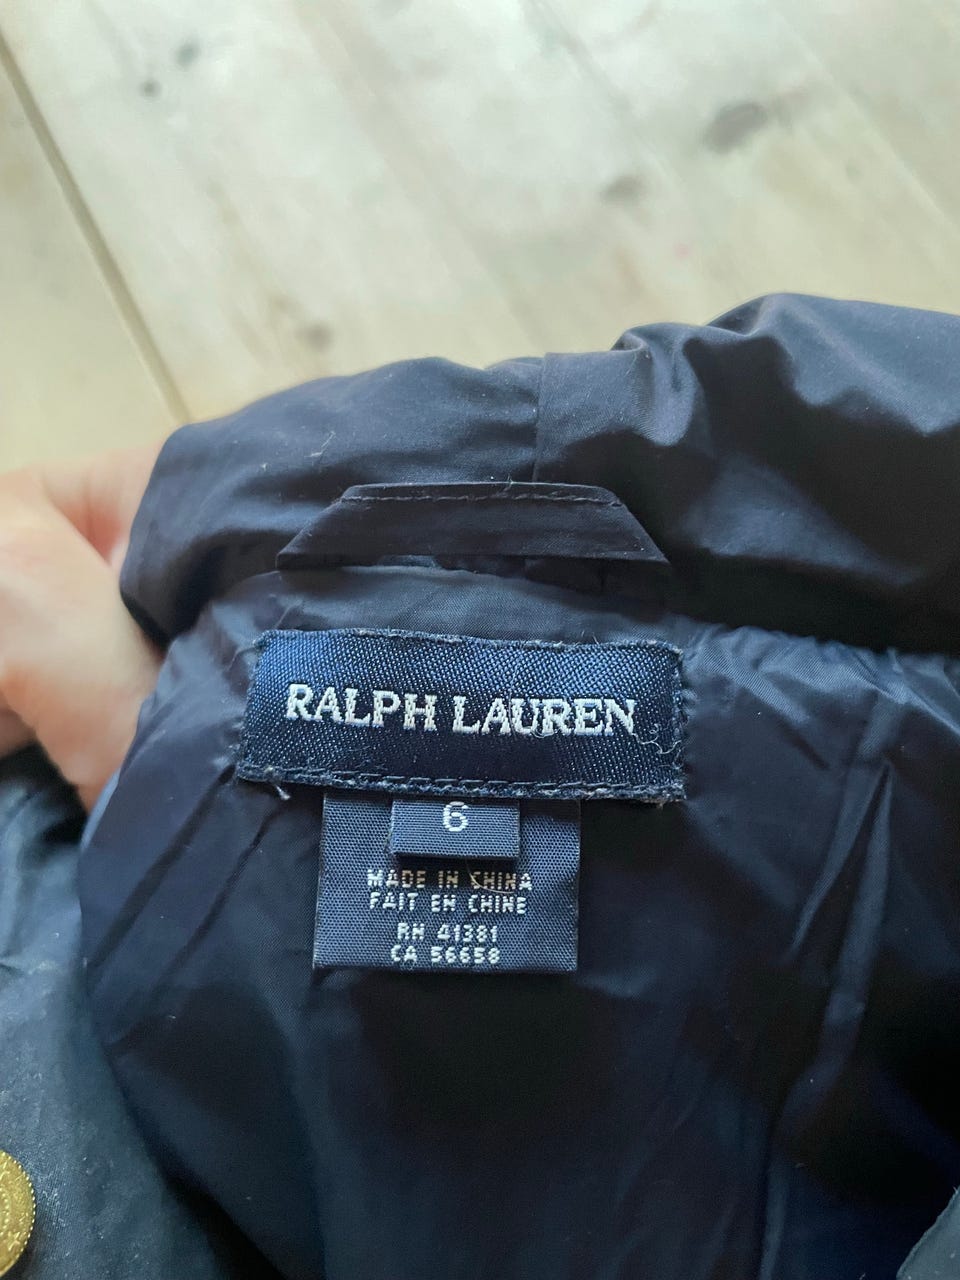 RALPH LAUREN
6
MADE IN CHINA
FAIT EN CHINE
RN 41381
CA 56658